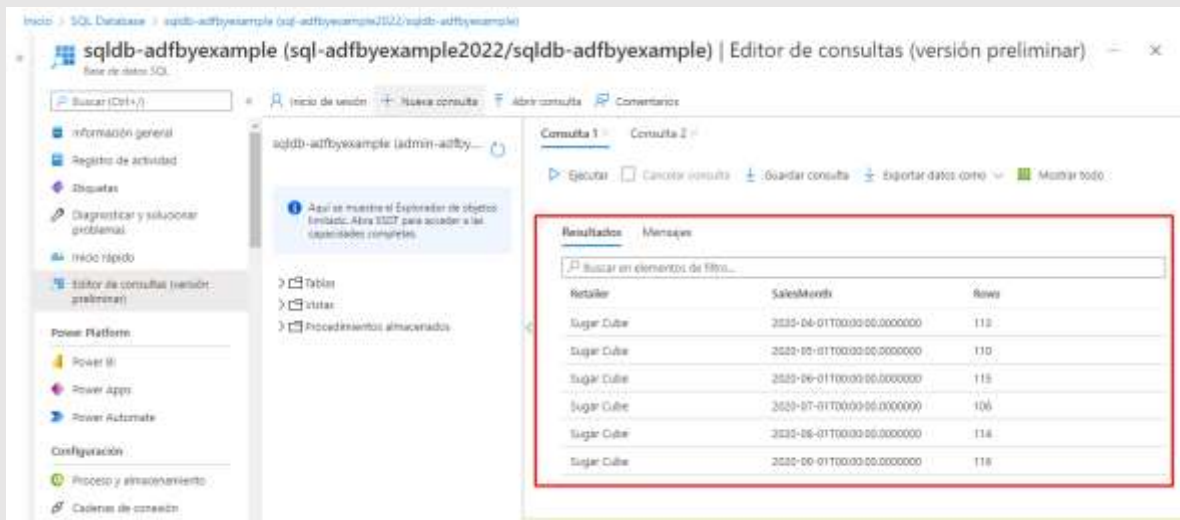 Inicio > SQL Database > sqldb-adfbyexample (sql-adfbyexample2022/sqldb-adfbyexample)
sqldb-adfbyexample (sql-adfbyexample2022/sqldb-adfbyexample) | Editor de consultas (versión preliminar)
Base de datos SQL
Buscar (Ctrl+/)
Inicio de sesión
Nueva consulta
Abrir consulta
Comentarios
Información general
Registro de actividad
Etiquetas
Diagnosticar y solucionar
problemas
Inicio rápido
Editor de consultas (versión
preliminar)
Power Platform
Power BI
Power Apps
Power Automate
Configuración
Proceso y almacenamiento
Cadenas de conexión
sqldb-adfbyexample (admin-adfby...
Aquí se muestra el Explorador de objetos
limitado. Abra SSDT para acceder a las
capacidades completas.
Tablas
Vistas
Procedimientos almacenados
Consulta 1
Consulta 2
Ejecutar
Cancelar consulta
Guardar consulta
Exportar datos como
Mostrar todo
Resultados
Mensajes
Buscar en elementos de filtro...
Retailer SalesMonth Rows
Sugar Cube 2020-04-01T00:00:00.0000000
Sugar Cube 2020-05-01T00:00:00.0000000 110
Sugar Cube 2020-06-01T00:00:00.0000000 115
Sugar Cube 2020-07-01T00:00:00.0000000 106
Sugar Cube 2020-08-01T00:00:00.0000000 114
Sugar Cube 2020-09-01T00:00:00.0000000